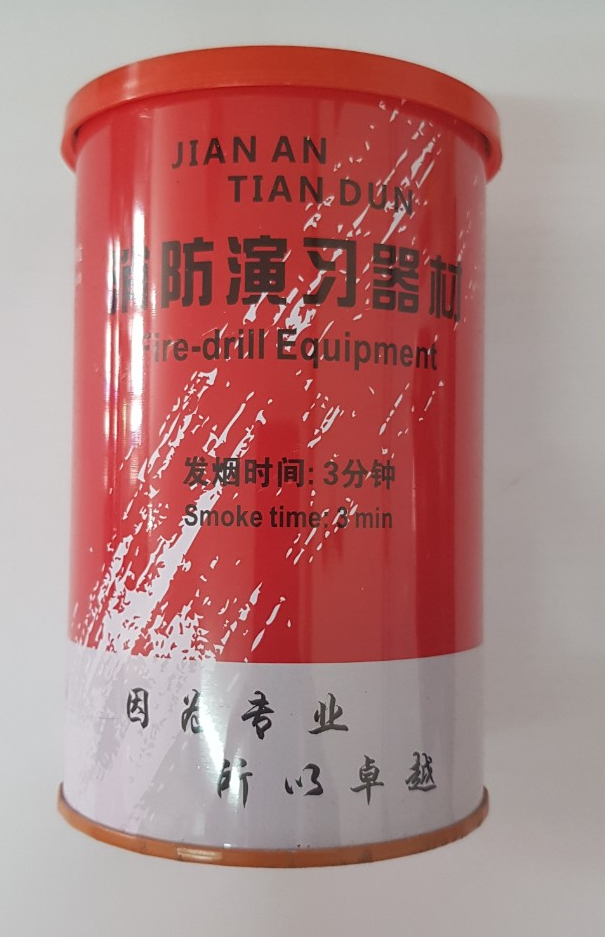 JIAN AN
TIAN DUN
消防演习器材
Fire-drill Equipment
发烟时间: 3分钟
Smoke time: 3 min
因为专业
所以卓越